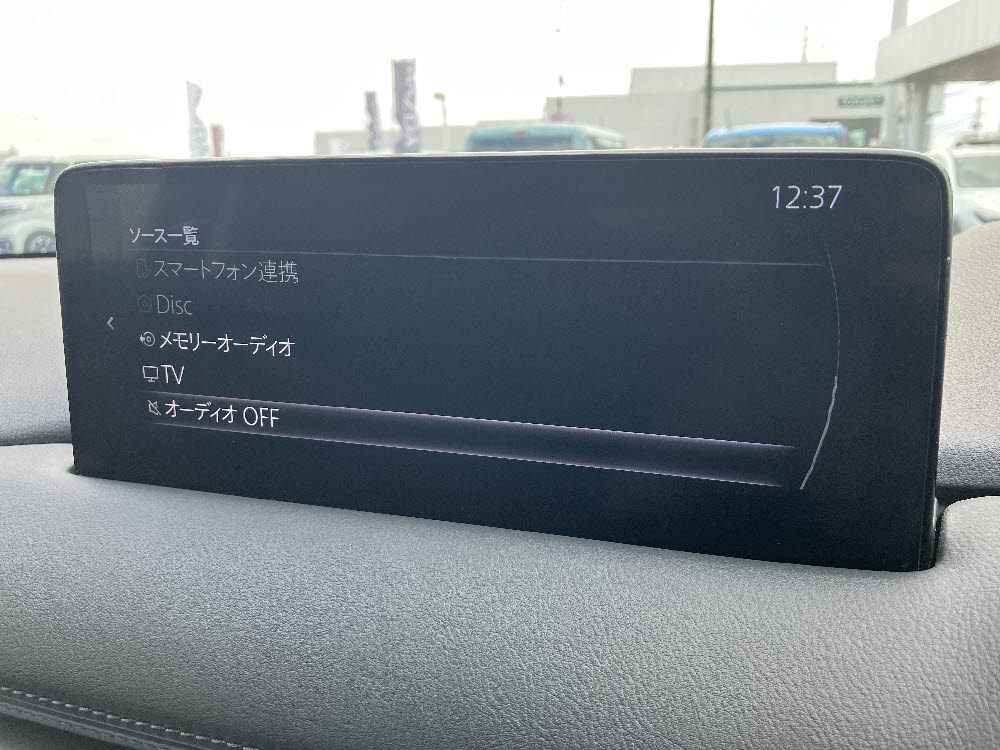 12:37
ソース一覧
スマートフォン連携
Disc
メモリーオーディオ
TV
オーディオ OFF